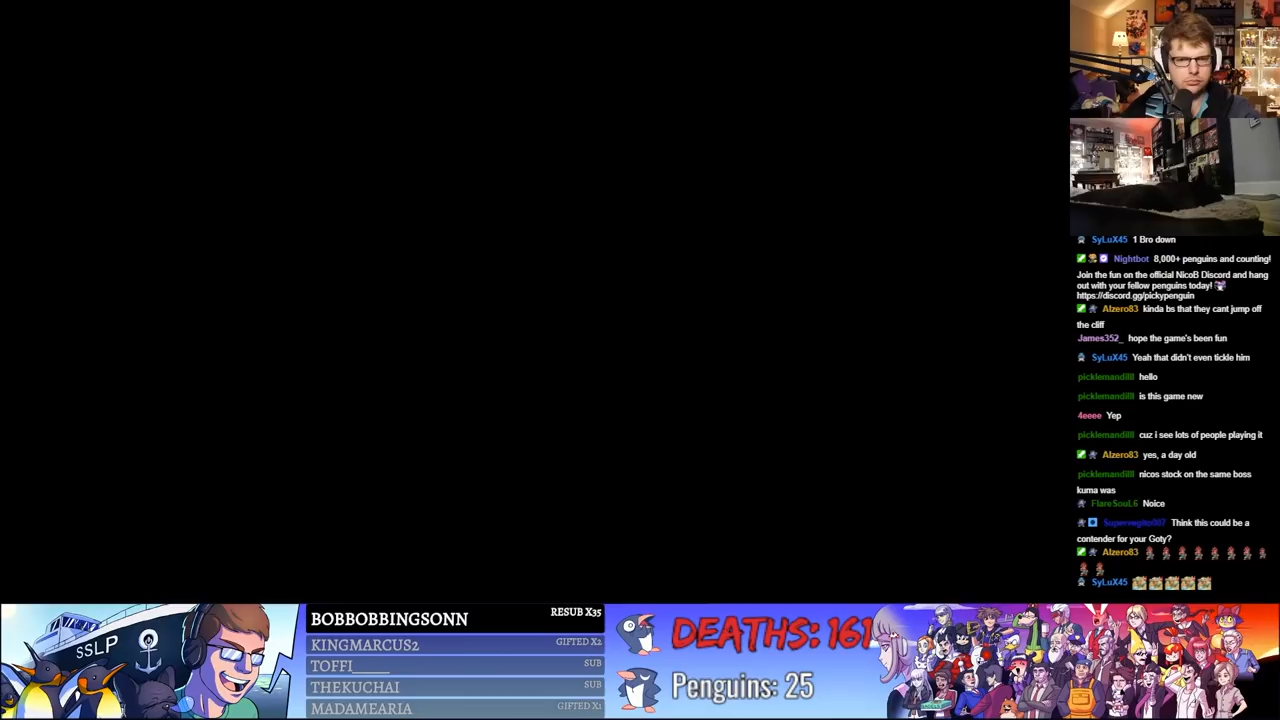 SyLuX45 1 Bro down
Nightbot 8,000+ penguins and counting!
Join the fun on the official NicoB Discord and hang
out with your fellow penguins today!
https://discord.gg/pickypenguin
Alzero83 kinda bs that they cant jump off
the cliff
James352_ hope the game's been fun
SyLuX45 Yeah that didn't even tickle him
picklemandilll hello
picklemandilll is this game new
4eeee Yep
picklemandilll cuz i see lots of people playing it
Alzero83 yes, a day old
picklemandilll nicos stock on the same boss
kuma was
FlareSouL6 Noice
Supervegito007 Think this could be a
contender for your Goty?
Alzero83
SyLuX45
SSLP
BOBBOBBINGSONN RESUB X35
KINGMARCUS2 GIFTED X2
TOFFI_____ SUB
THEKUCHAI SUB
MADAMEARIA GIFTED X1
DEATHS: 161
Penguins: 25